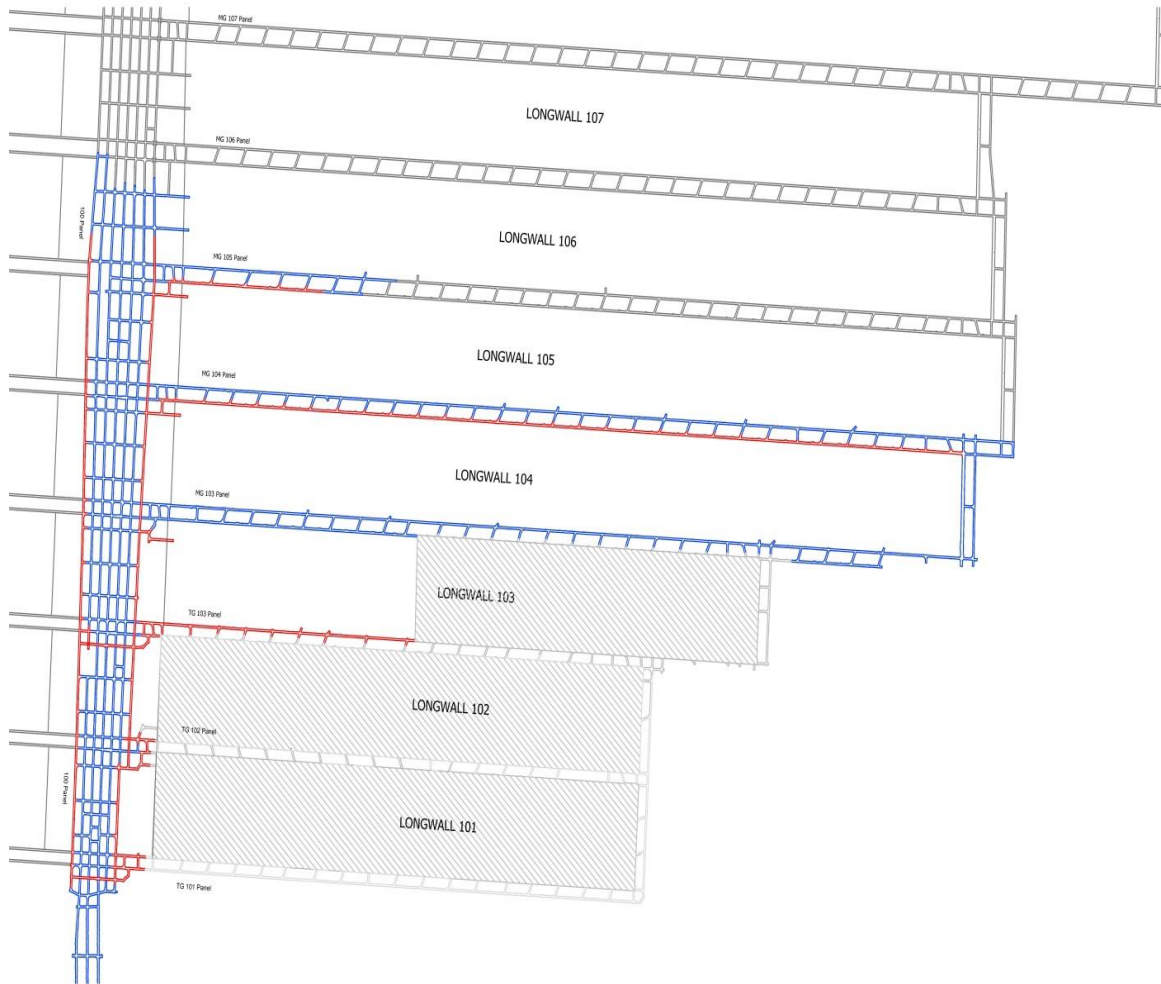 MG 107 Panel
LONGWALL 107
MG 106 Panel
100 Panel
LONGWALL 106
MG 105 Panel
LONGWALL 105
MG 104 Panel
LONGWALL 104
MG 103 Panel
LONGWALL 103
TG 103 Panel
LONGWALL 102
TG 102 Panel
100 Panel
LONGWALL 101
TG 101 Panel